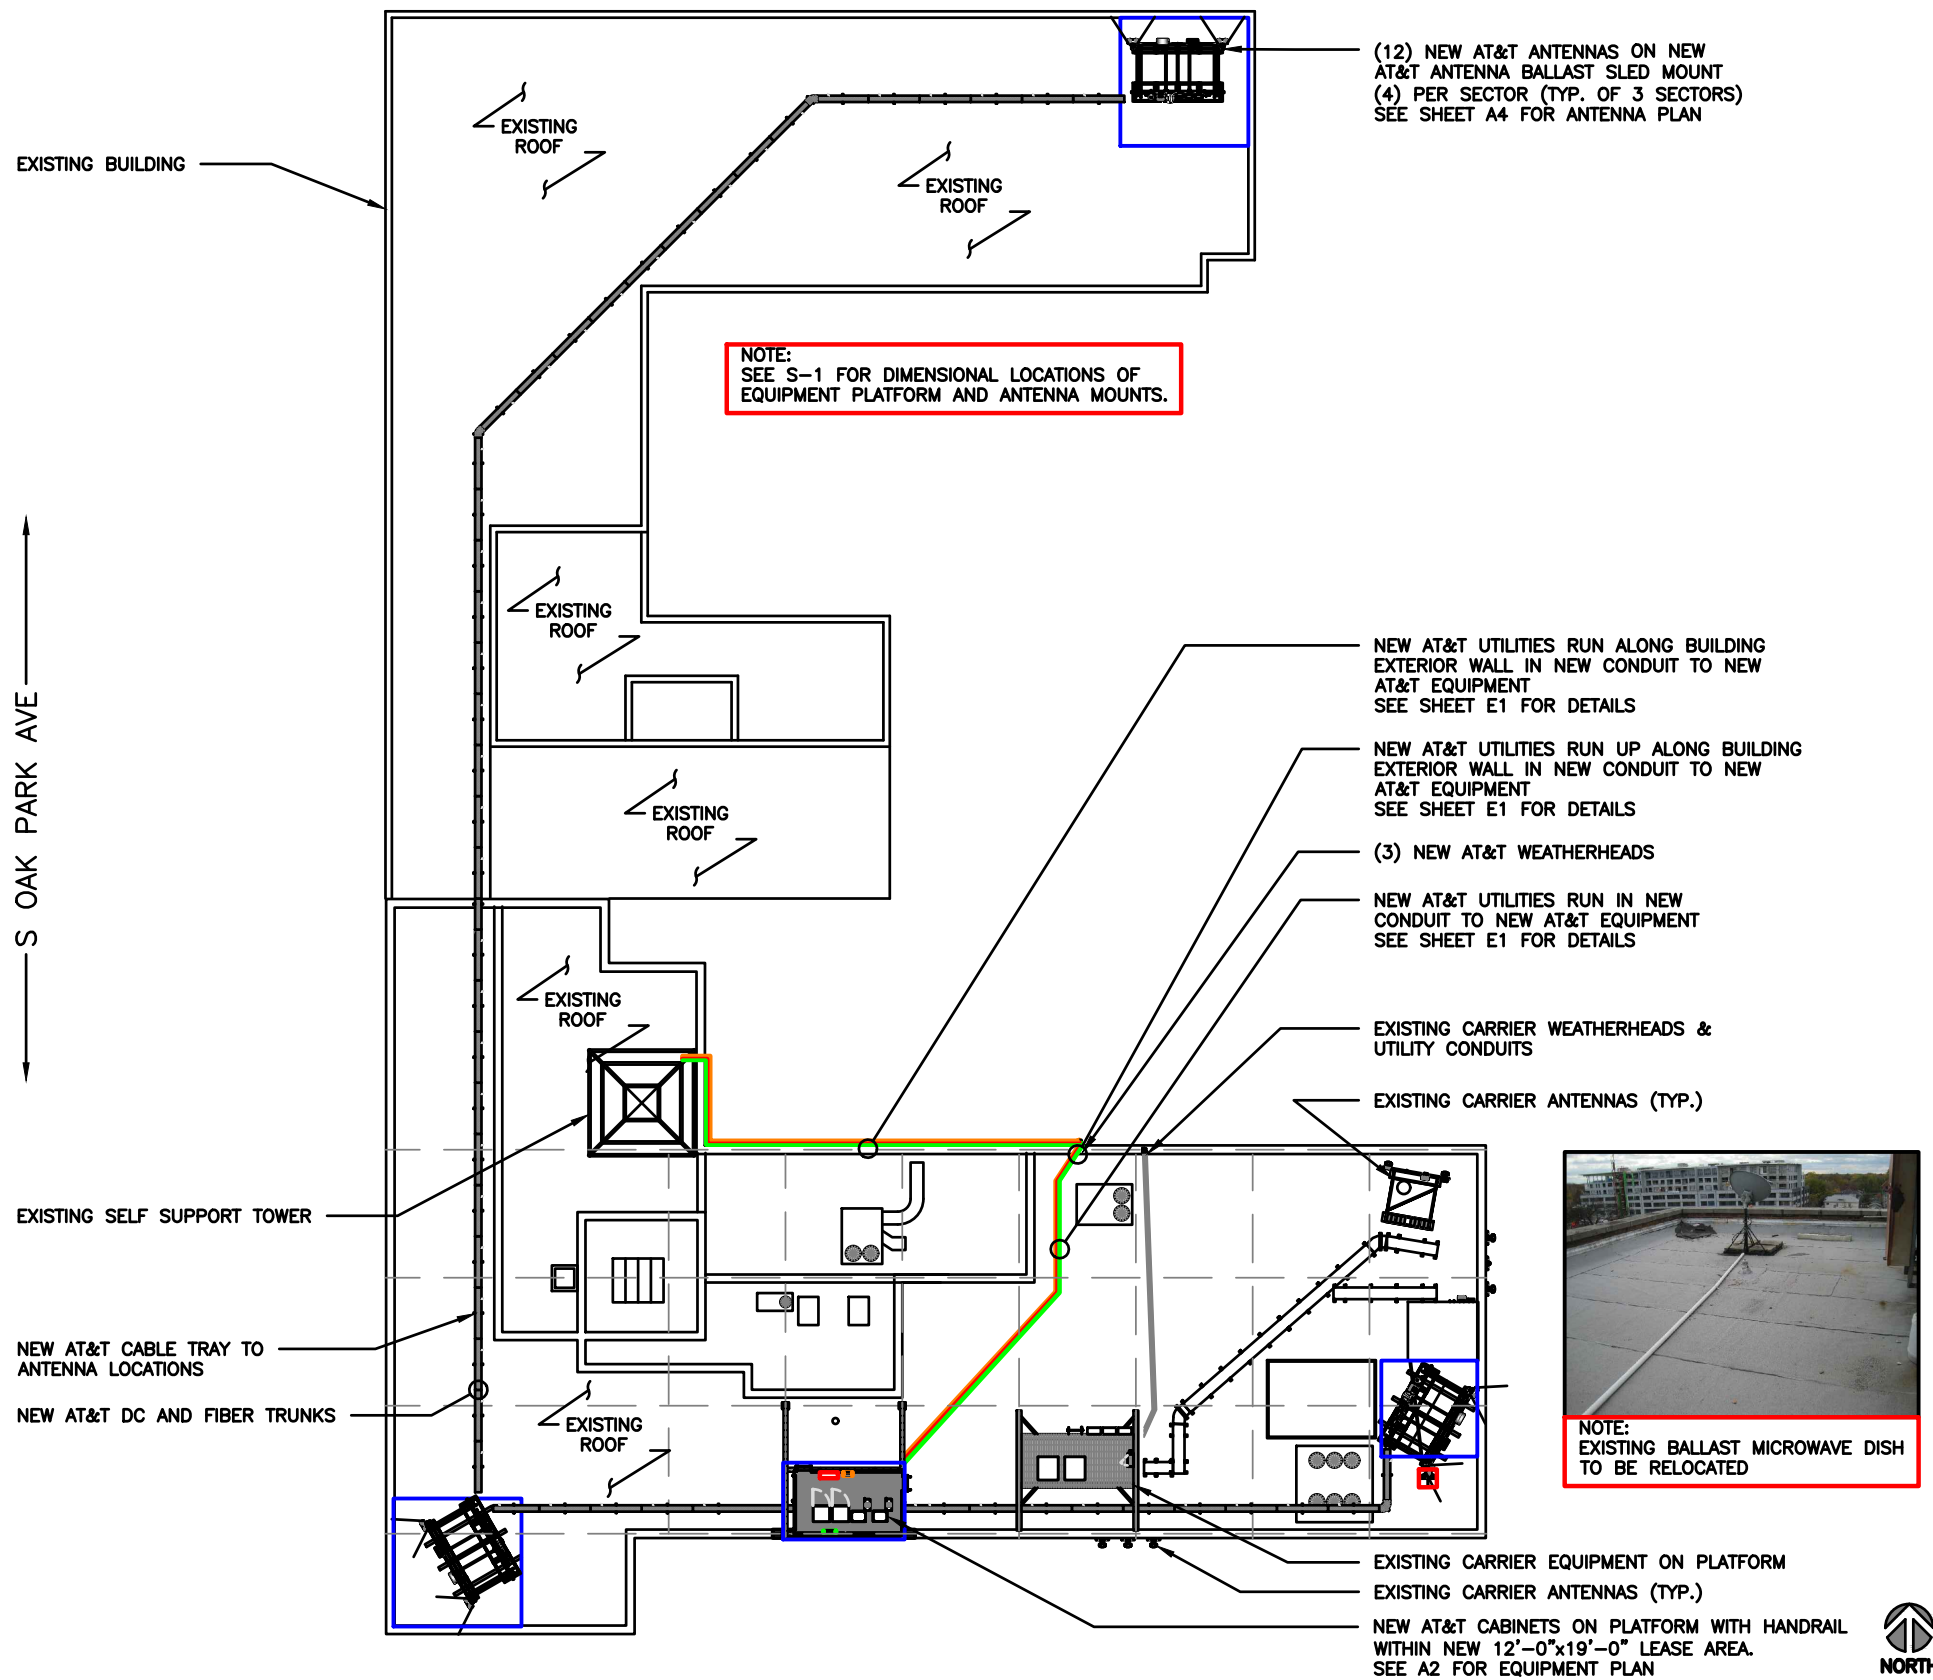 (12) NEW AT&T ANTENNAS ON NEW
AT&T ANTENNA BALLAST SLED MOUNT
(4) PER SECTOR (TYP. OF 3 SECTORS)
SEE SHEET A4 FOR ANTENNA PLAN
EXISTING
ROOF
EXISTING BUILDING
EXISTING
ROOF
NOTE:
SEE S-1 FOR DIMENSIONAL LOCATIONS OF
EQUIPMENT PLATFORM AND ANTENNA MOUNTS.
S OAK PARK AVE
EXISTING
ROOF
NEW AT&T UTILITIES RUN ALONG BUILDING
EXTERIOR WALL IN NEW CONDUIT TO NEW
AT&T EQUIPMENT
SEE SHEET E1 FOR DETAILS
NEW AT&T UTILITIES RUN UP ALONG BUILDING
EXTERIOR WALL IN NEW CONDUIT TO NEW
AT&T EQUIPMENT
SEE SHEET E1 FOR DETAILS
EXISTING
ROOF
(3) NEW AT&T WEATHERHEADS
NEW AT&T UTILITIES RUN IN NEW
CONDUIT TO NEW AT&T EQUIPMENT
SEE SHEET E1 FOR DETAILS
EXISTING
ROOF
EXISTING CARRIER WEATHERHEADS &
UTILITY CONDUITS
EXISTING CARRIER ANTENNAS (TYP.)
EXISTING SELF SUPPORT TOWER
NEW AT&T CABLE TRAY TO
ANTENNA LOCATIONS
NEW AT&T DC AND FIBER TRUNKS
EXISTING
ROOF
NOTE:
EXISTING BALLAST MICROWAVE DISH
TO BE RELOCATED
EXISTING CARRIER EQUIPMENT ON PLATFORM
EXISTING CARRIER ANTENNAS (TYP.)
NEW AT&T CABINETS ON PLATFORM WITH HANDRAIL
WITHIN NEW 12'-0"x19'-0" LEASE AREA.
SEE A2 FOR EQUIPMENT PLAN
NORTH